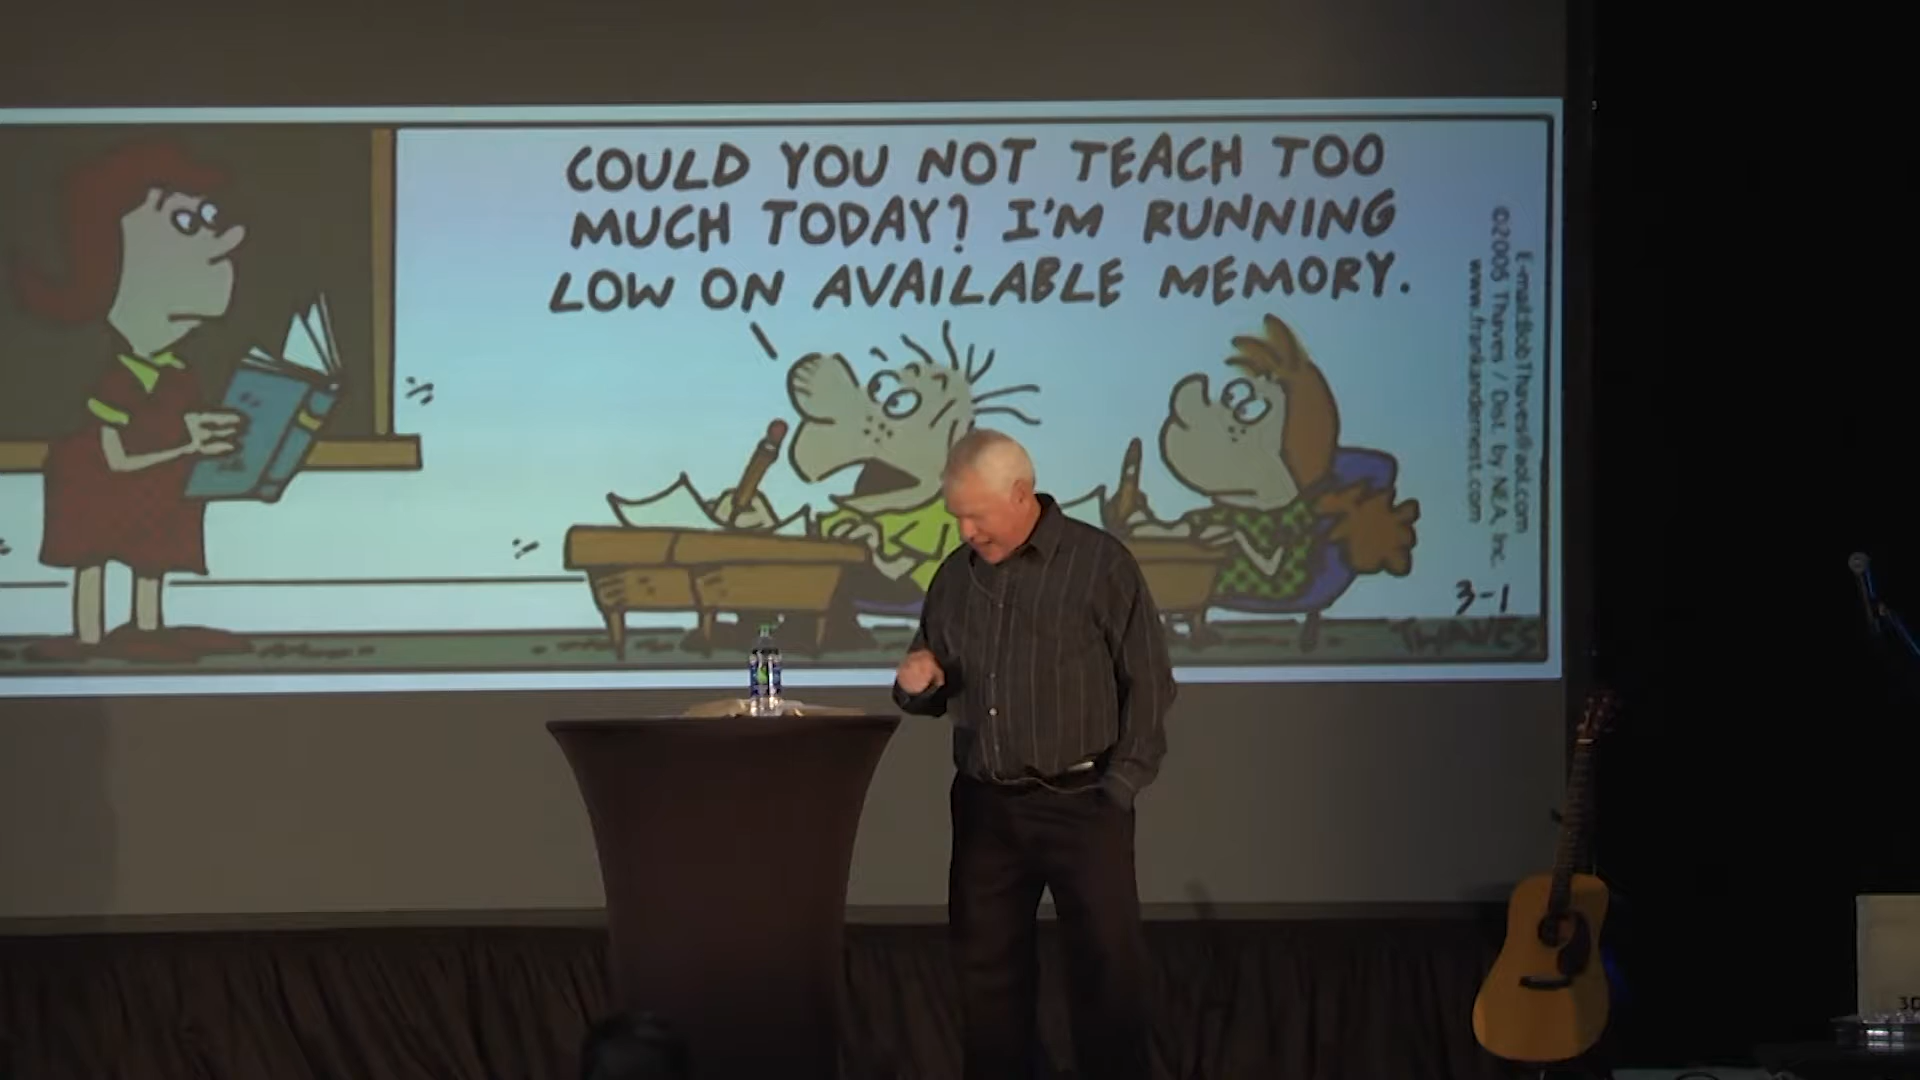 COULD YOU NOT TEACH TOO
MUCH TODAY? I'M RUNNING
LOW ON AVAILABLE MEMORY.
E-mail:BobThaves@aol.com
©2005 Thaves / Dist. by NEA, Inc.
www.frankandernest.com
3-1
THAVES
3D